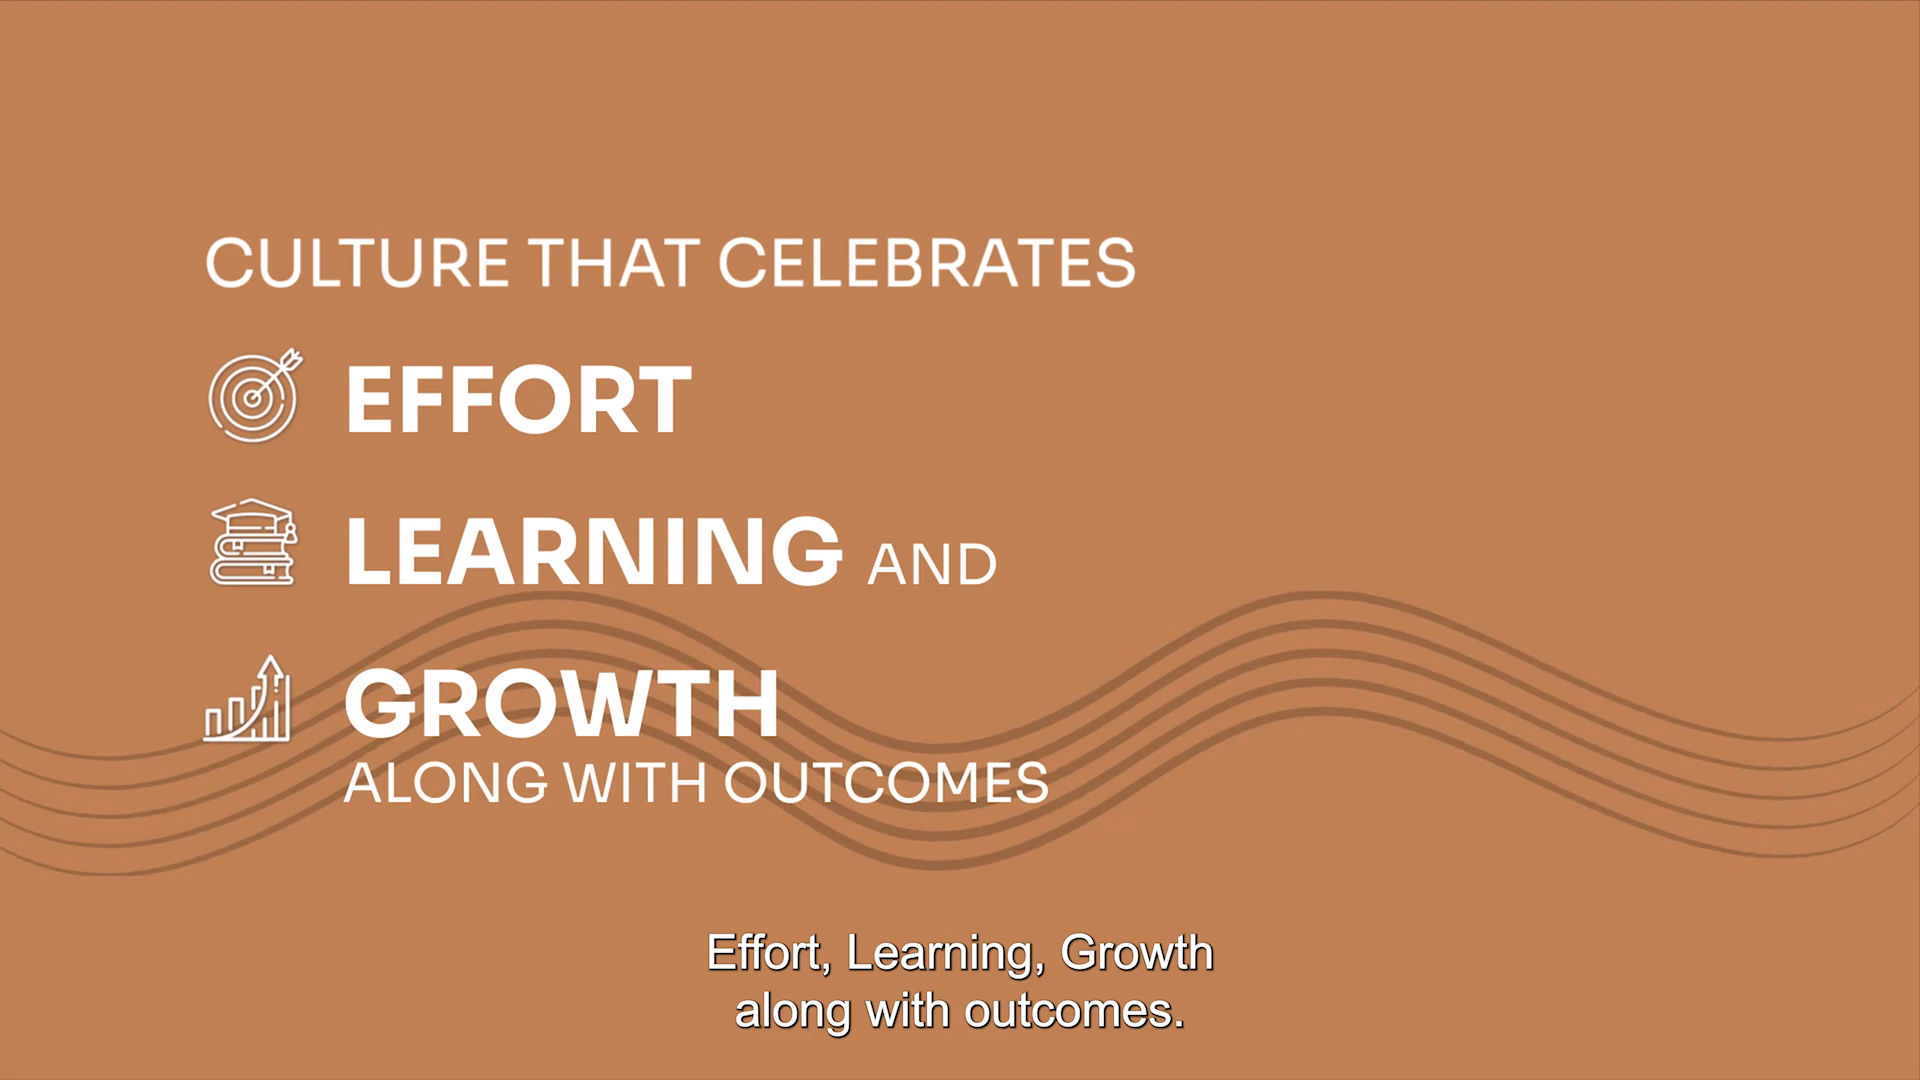 CULTURE THAT CELEBRATES
EFFORT
LEARNING AND
GROWTH
ALONG WITH OUTCOMES
Effort, Learning, Growth
along with outcomes.